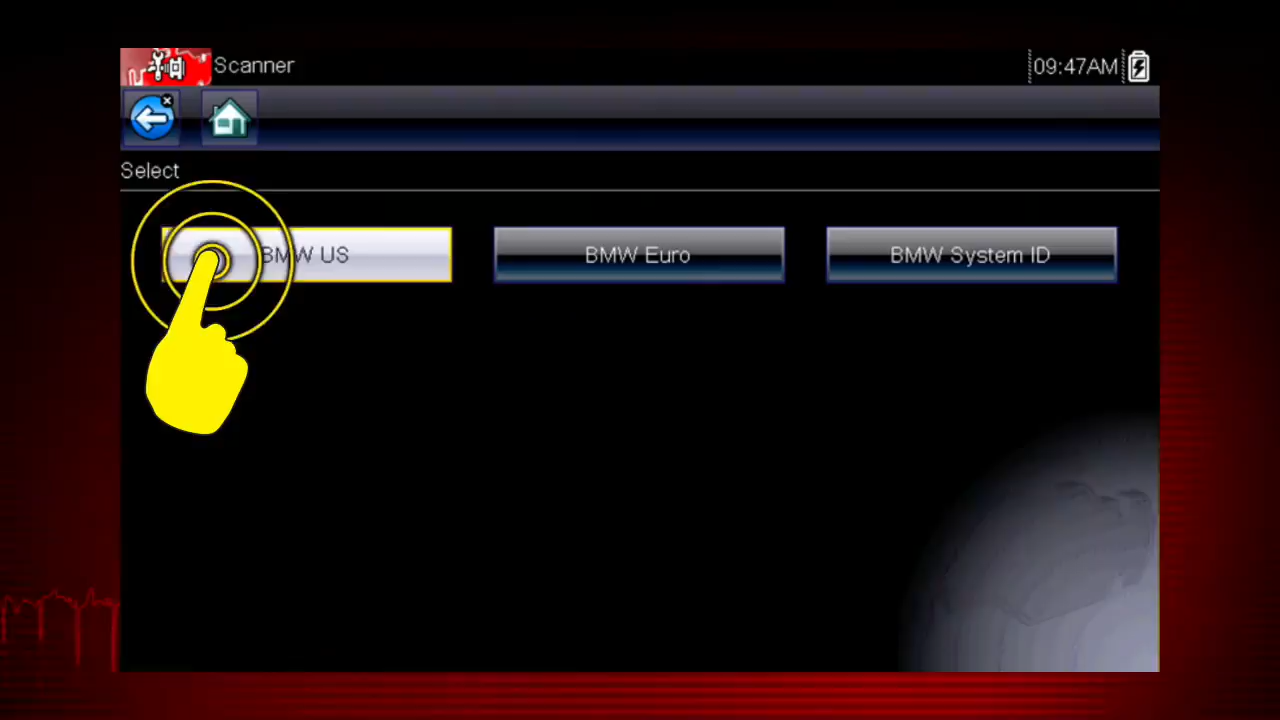 Scanner
09:47AM
Select
BMW US
BMW Euro
BMW System ID